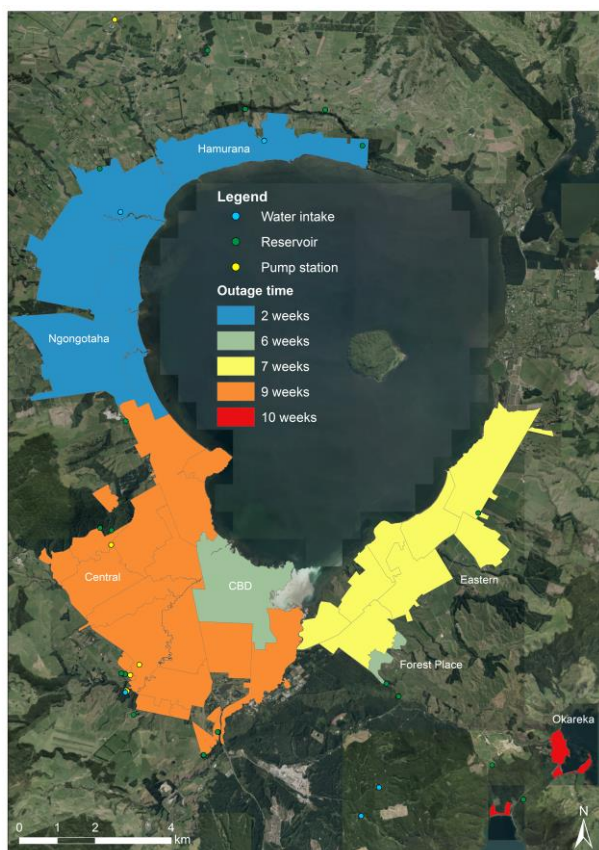 Hamurana
Legend
Water intake
Reservoir
Pump station
Outage time
2 weeks
6 weeks
7 weeks
9 weeks
10 weeks
Ngongotaha
Central
CBD
Eastern
Forest Place
Okareka
N
0 1 2 4
km